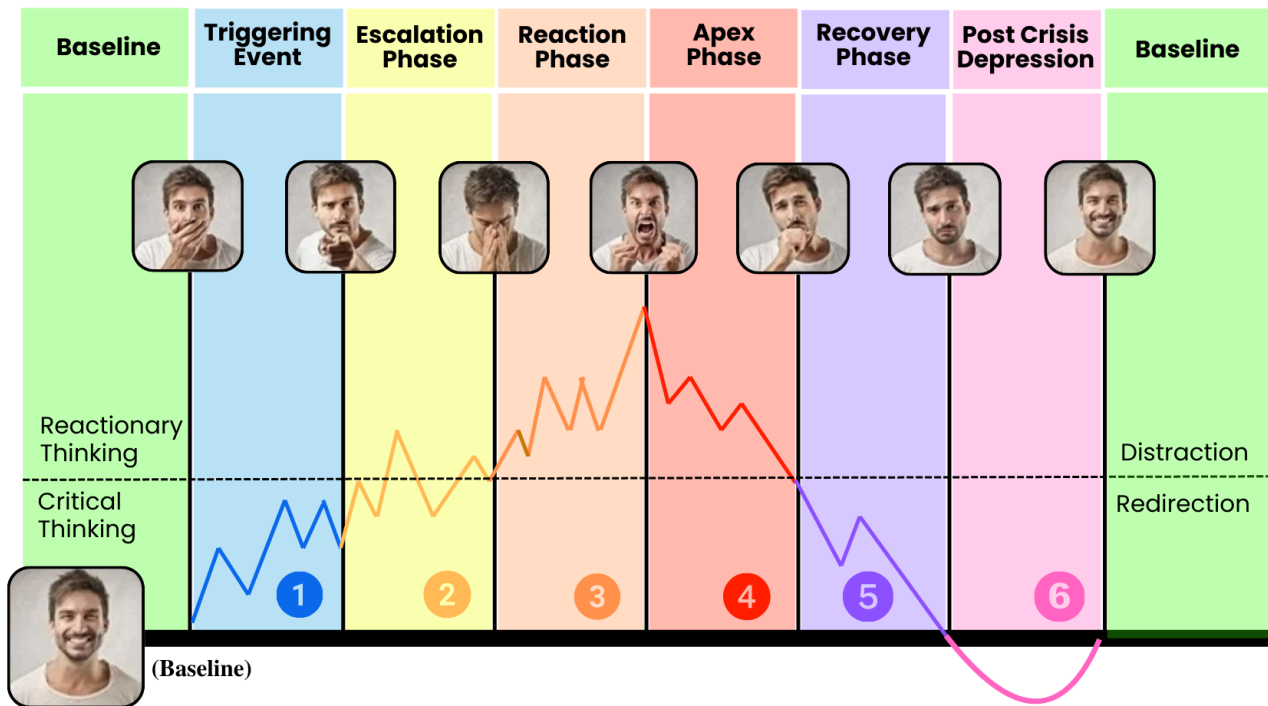 Baseline
Triggering
Event
Escalation
Phase
Reaction
Phase
Apex
Phase
Recovery
Phase
Post Crisis
Depression
Baseline
Reactionary
Thinking
Critical
Thinking
Distraction
Redirection
1
2
3
4
5
6
(Baseline)